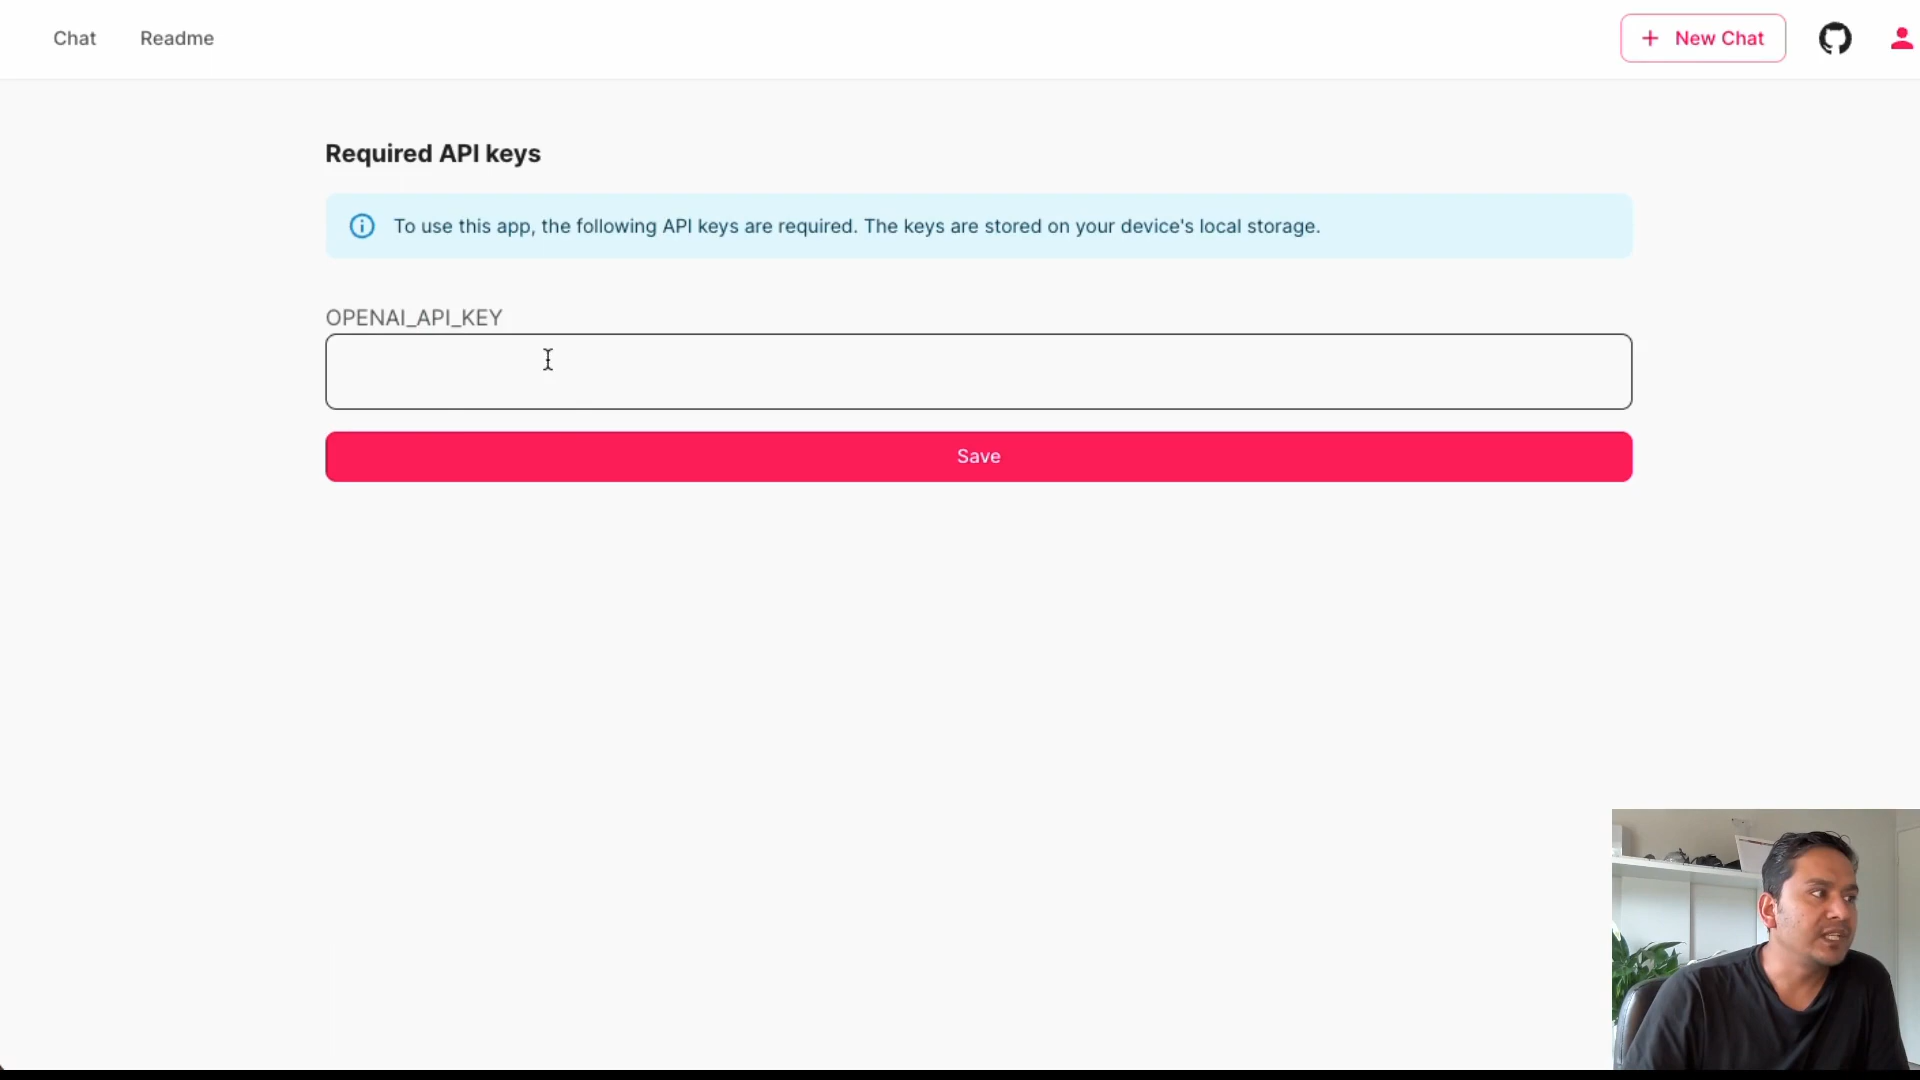 Chat
Readme
New Chat
Required API keys
To use this app, the following API keys are required. The keys are stored on your device's local storage.
OPENAI_API_KEY
Save